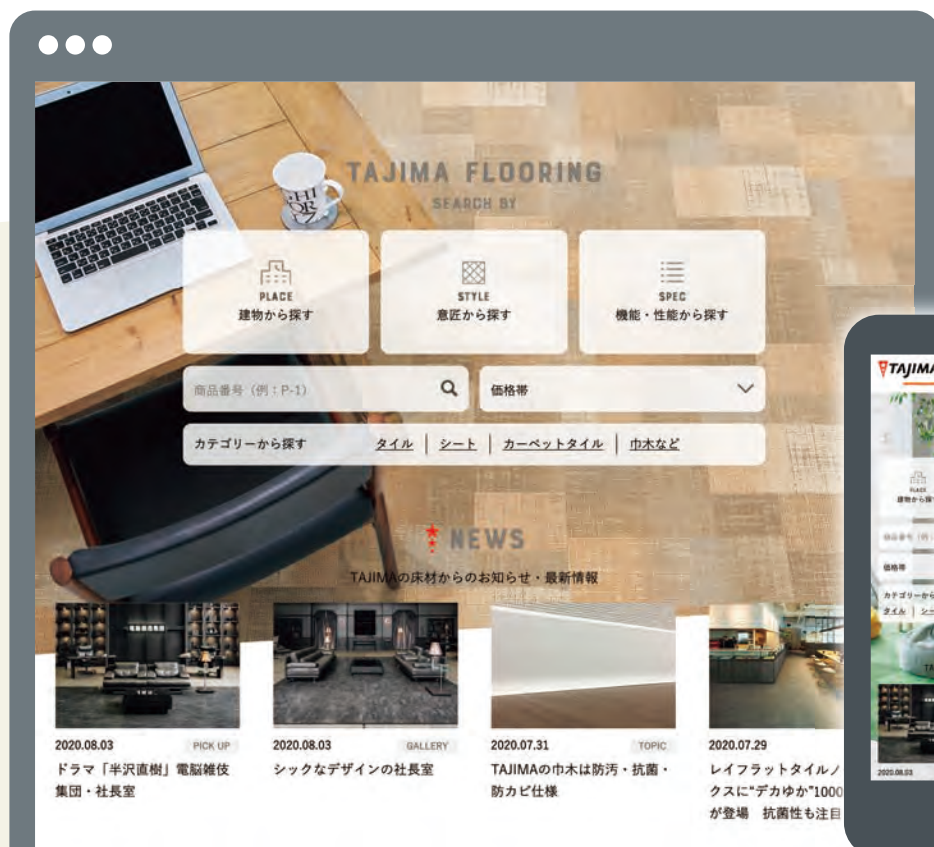 TAJIMA FLOORING
SEARCH BY
PLACE
建物から探す
STYLE
意匠から探す
SPEC
機能・性能から探す
商品番号（例：P-1）
価格帯
カテゴリーから探す
タイル | シート | カーペットタイル | 巾木など
NEWS
TAJIMAの床材からのお知らせ・最新情報
2020.08.03 PICK UP
ドラマ「半沢直樹」電脳雑伎
集団・社長室
2020.08.03 GALLERY
シックなデザインの社長室
2020.07.31 TOPIC
TAJIMAの巾木は防汚・抗菌・
防カビ仕様
2020.07.29
レイフラットタイルノ
クスに“デカゆか”1000
が登場 抗菌性も注目
TAJIMA
PLACE
建物から探
価格帯
カテゴリーから
タイル | シー
2020.08.03